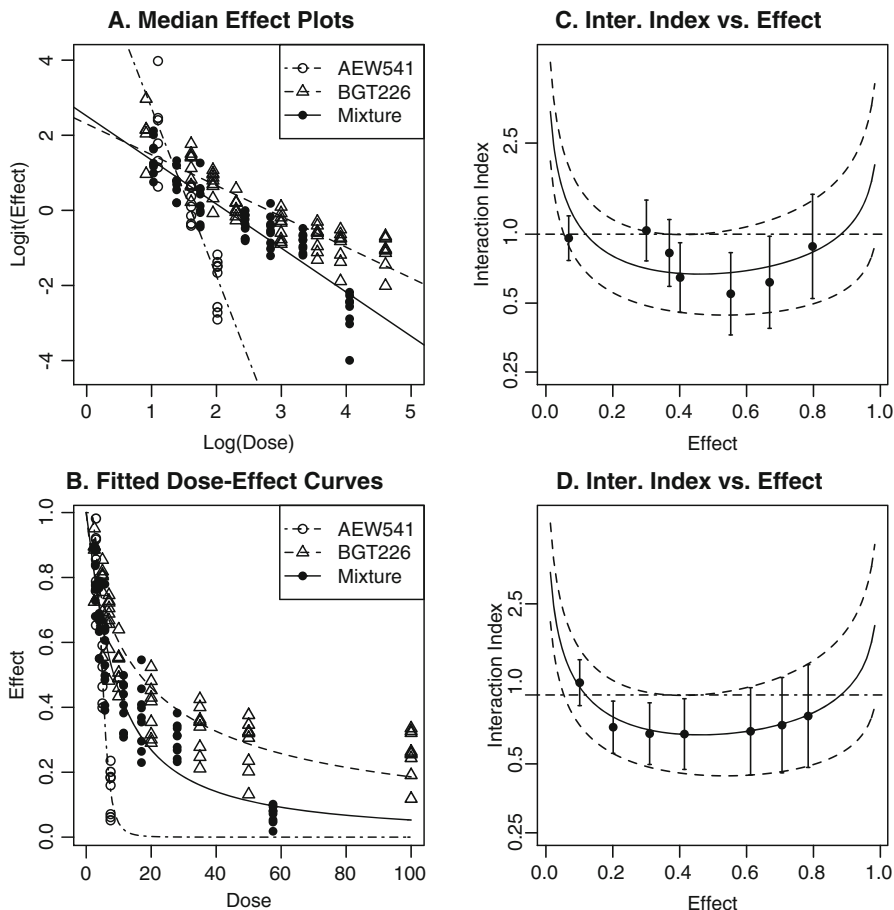 A. Median Effect Plots
AEW541
BGT226
Mixture
Logit(Effect)
4
2
0
-2
-4
0 1 2 3 4 5
Log(Dose)
C. Inter. Index vs. Effect
Interaction Index
2.5
1.0
0.5
0.25
0.0 0.2 0.4 0.6 0.8 1.0
Effect
B. Fitted Dose-Effect Curves
AEW541
BGT226
Mixture
Effect
1.0
0.8
0.6
0.4
0.2
0.0
0 20 40 60 80 100
Dose
D. Inter. Index vs. Effect
Interaction Index
2.5
1.0
0.5
0.25
0.0 0.2 0.4 0.6 0.8 1.0
Effect